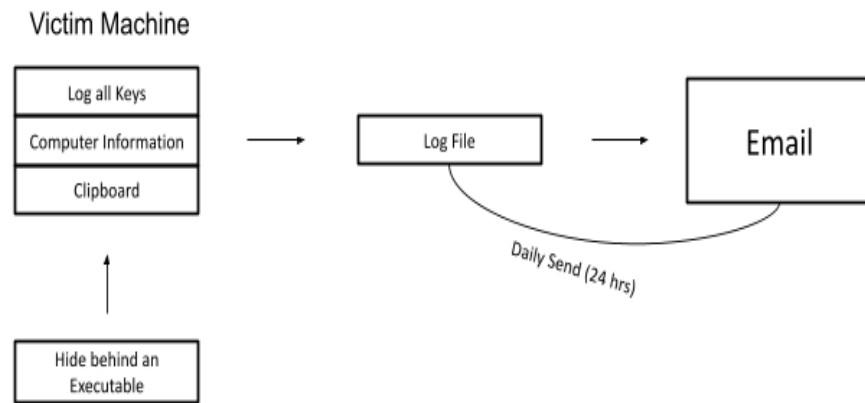 Victim Machine
Log all Keys
Computer Information
Clipboard
Log File
Email
Daily Send (24 hrs)
Hide behind an
Executable